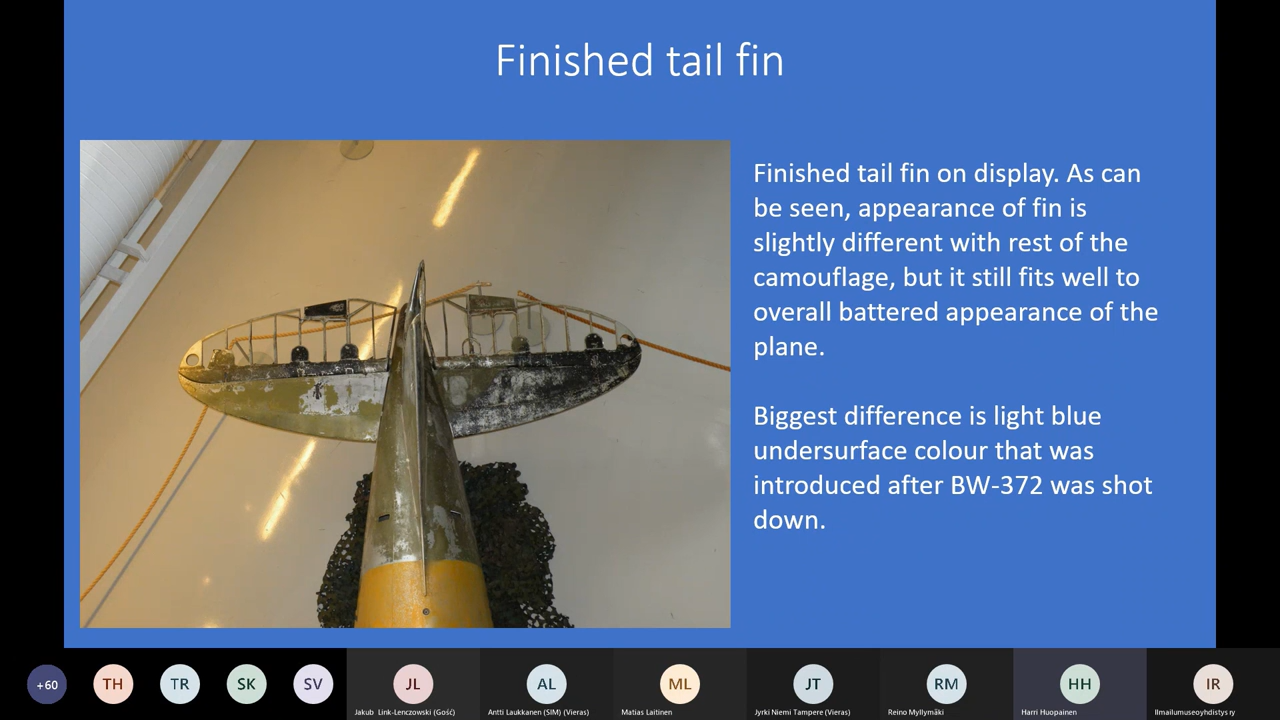 Finished tail fin
Finished tail fin on display. As can
be seen, appearance of fin is
slightly different with rest of the
camouflage, but it still fits well to
overall battered appearance of the
plane.
Biggest difference is light blue
undersurface colour that was
introduced after BW-372 was shot
down.
+60
TH
TR
SK
SV
JL
AL
ML
JT
RM
HH
IR
Jakub Link-Lenczowski (Gość)
Antti Laukkanen (SIM) (Vieras)
Matias Laitinen
Jyrki Niemi Tampere (Vieras)
Reino Myllymäki
Harri Huopainen
Ilmailumuseoyhdistys ry